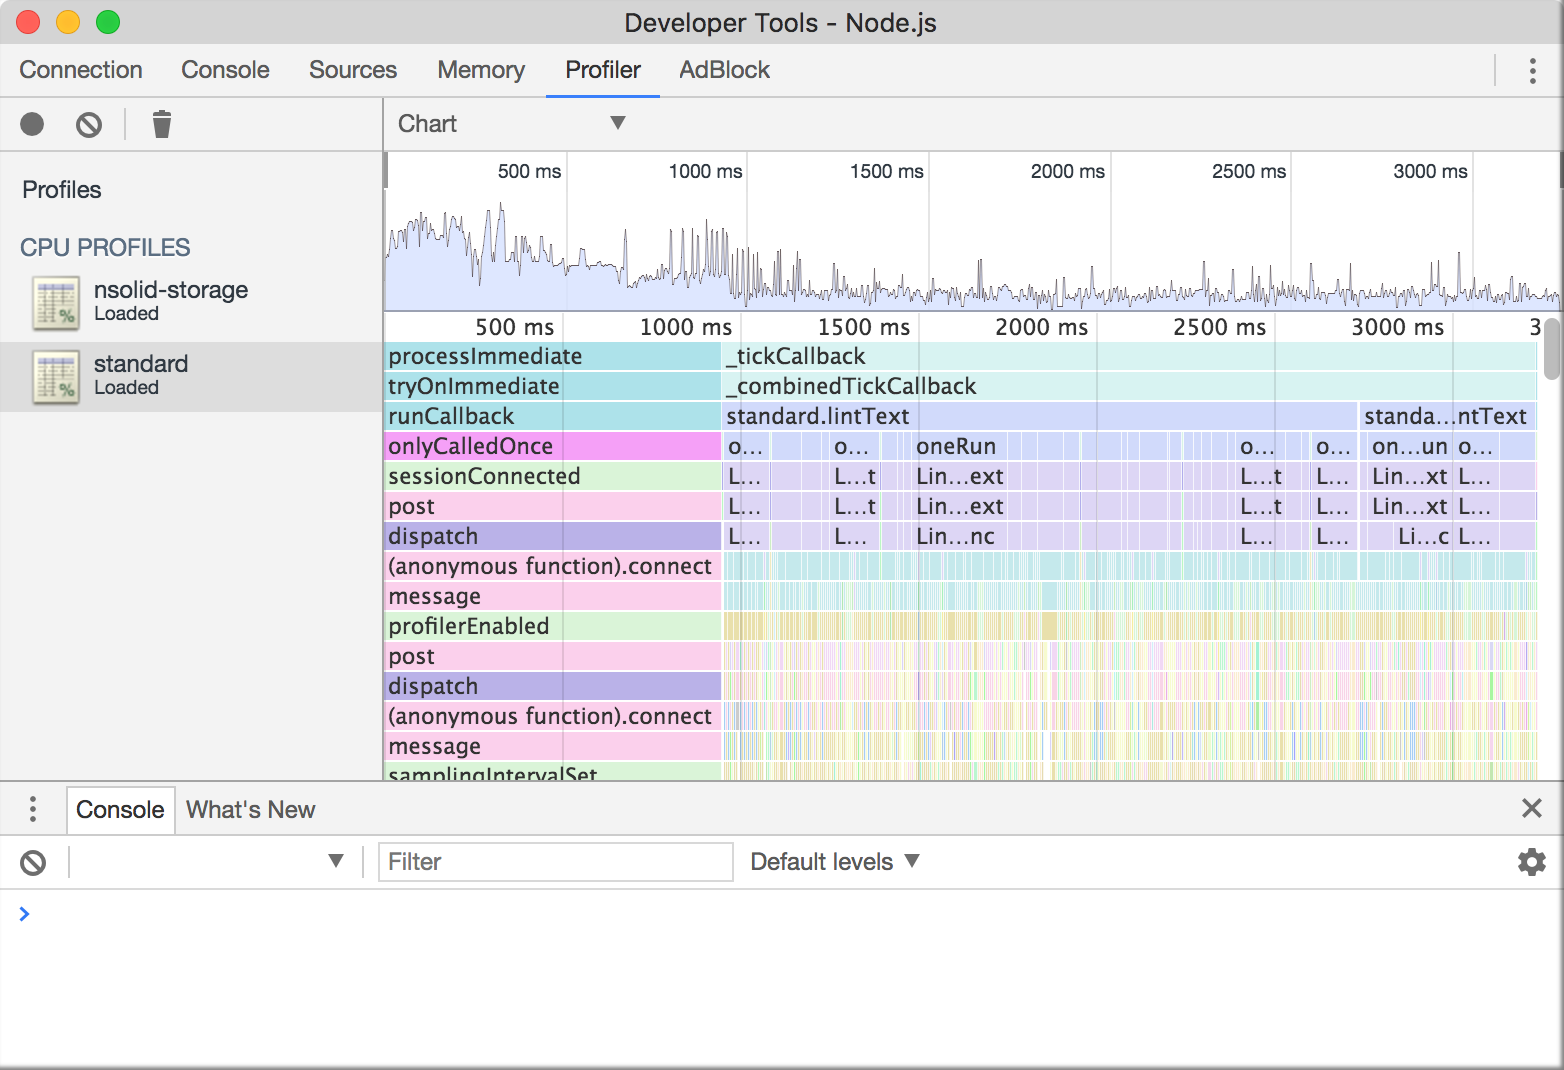 Developer Tools - Node.js
Connection Console Sources Memory Profiler AdBlock
Chart
Profiles
CPU PROFILES
nsolid-storage
Loaded
standard
Loaded
500 ms 1000 ms 1500 ms 2000 ms 2500 ms 3000 ms
500 ms 1000 ms 1500 ms 2000 ms 2500 ms 3000 ms 3
processImmediate _tickCallback
tryOnImmediate _combinedTickCallback
runCallback standard.lintText standa...ntText
onlyCalledOnce o... o... oneRun o... o... on...un o...
sessionConnected L... L...t Lin...ext L...t L... Lin...xt L...
post L... L...t Lin...ext L...t L... Lin...xt L...
dispatch L... L... Lin...nc L... L... Li...c L...
(anonymous function).connect
message
profilerEnabled
post
dispatch
(anonymous function).connect
message
samplingIntervalSet
Console What's New
Filter Default levels